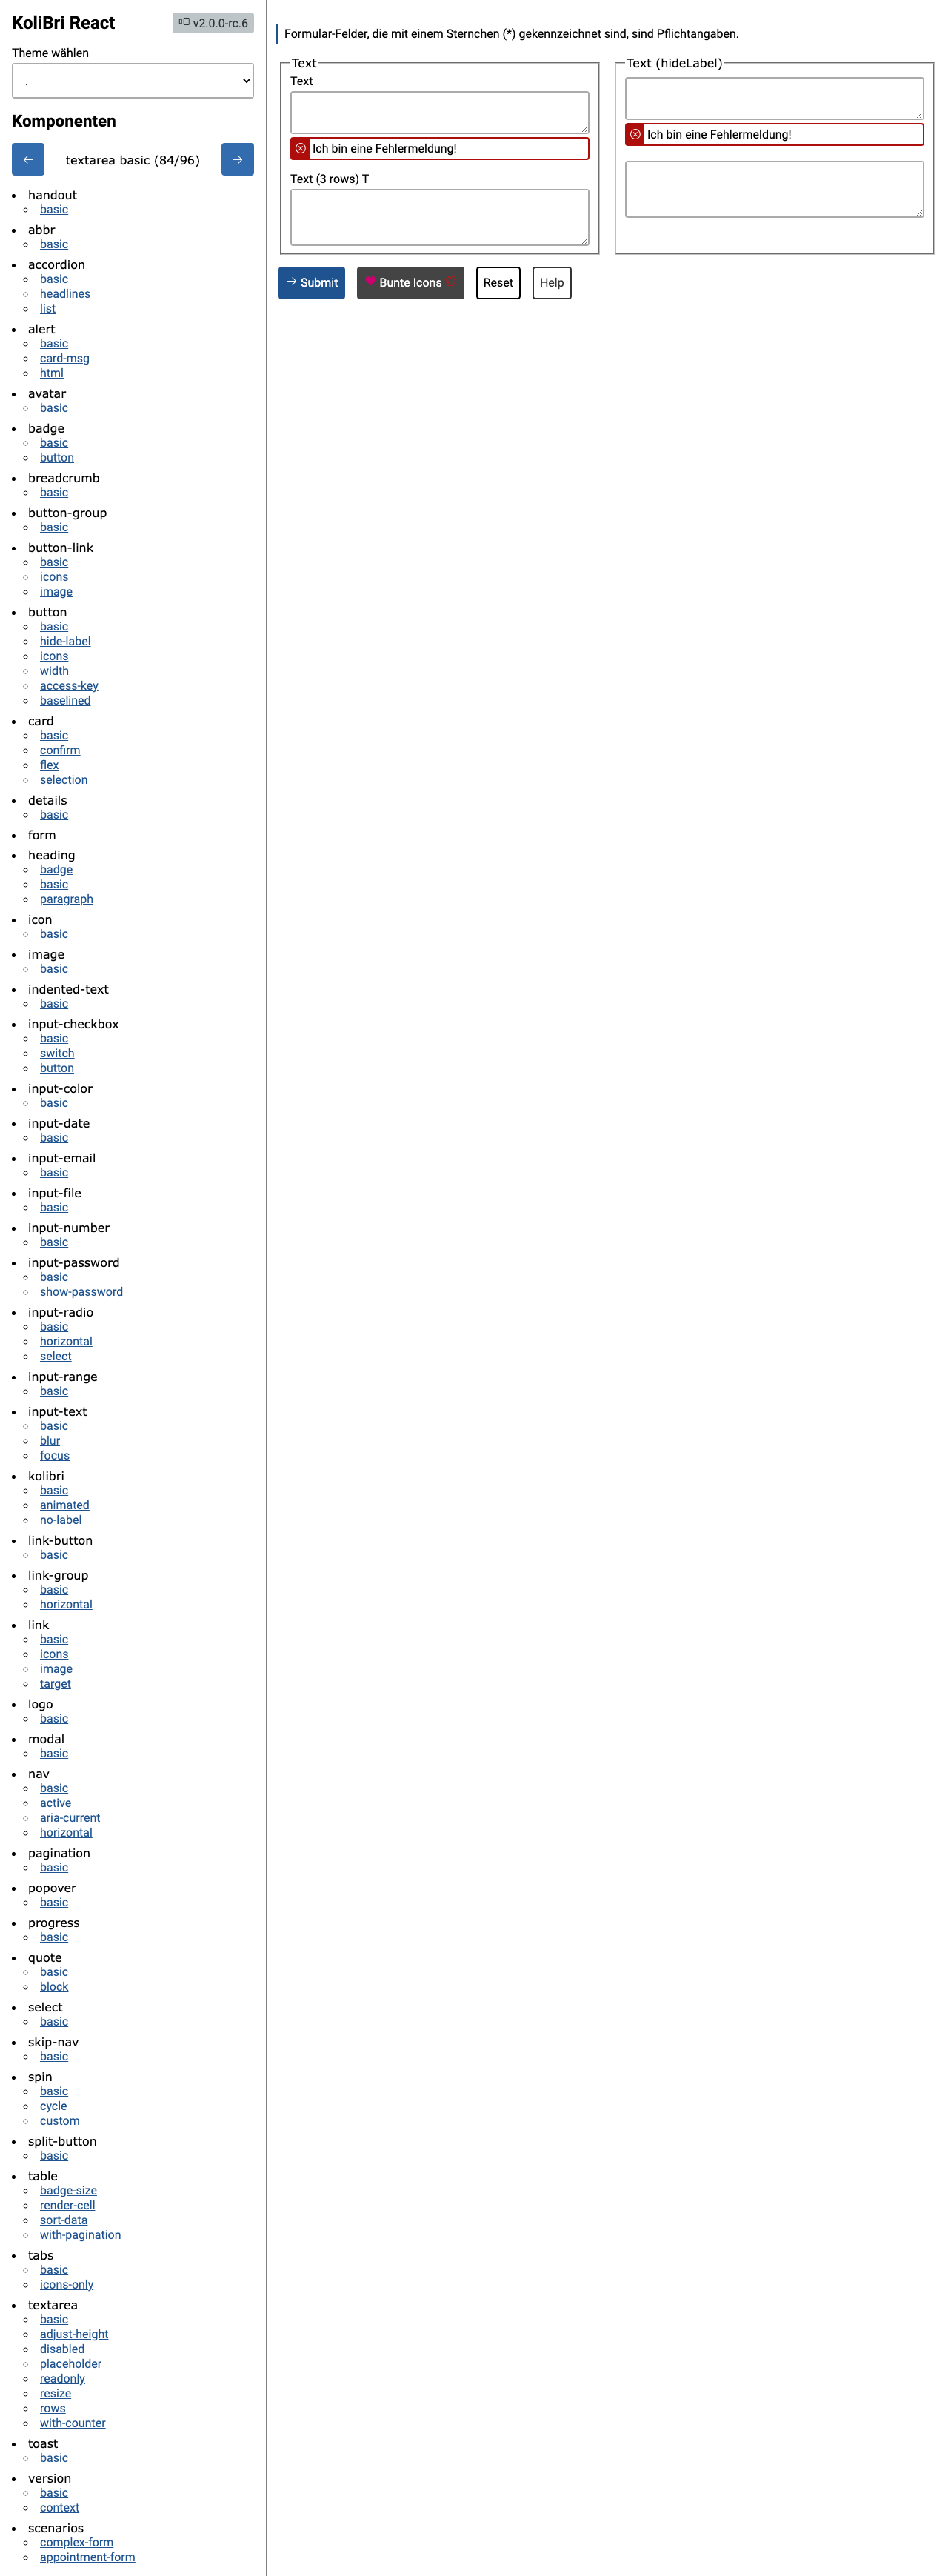 KoliBri React
v2.0.0-rc.6
Theme wählen
.
Komponenten
textarea basic (84/96)
handout
basic
abbr
basic
accordion
basic
headlines
list
alert
basic
card-msg
html
avatar
basic
badge
basic
button
breadcrumb
basic
button-group
basic
button-link
basic
icons
image
button
basic
hide-label
icons
width
access-key
baselined
card
basic
confirm
flex
selection
details
basic
form
heading
badge
basic
paragraph
icon
basic
image
basic
indented-text
basic
input-checkbox
basic
switch
button
input-color
basic
input-date
basic
input-email
basic
input-file
basic
input-number
basic
input-password
basic
show-password
input-radio
basic
horizontal
select
input-range
basic
input-text
basic
blur
focus
kolibri
basic
animated
no-label
link-button
basic
link-group
basic
horizontal
link
basic
icons
image
target
logo
basic
modal
basic
nav
basic
active
aria-current
horizontal
pagination
basic
popover
basic
progress
basic
quote
basic
block
select
basic
skip-nav
basic
spin
basic
cycle
custom
split-button
basic
table
badge-size
render-cell
sort-data
with-pagination
tabs
basic
icons-only
textarea
basic
adjust-height
disabled
placeholder
readonly
resize
rows
with-counter
toast
basic
version
basic
context
scenarios
complex-form
appointment-form
Formular-Felder, die mit einem Sternchen (*) gekennzeichnet sind, sind Pflichtangaben.
Text
Text
Ich bin eine Fehlermeldung!
Text (3 rows) T
Text (hideLabel)
Ich bin eine Fehlermeldung!
Submit
Bunte Icons
Reset
Help